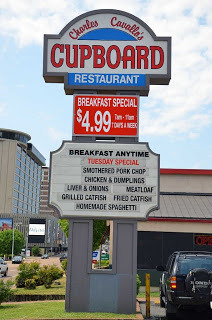 Charles Cavallo's
CUPBOARD
RESTAURANT
BREAKFAST SPECIAL
$4.99 7am - 11am
7 DAYS A WEEK
BREAKFAST ANYTIME
TUESDAY SPECIAL
SMOTHERED PORK CHOP
CHICKEN & DUMPLINGS
LIVER & ONIONS MEATLOAF
GRILLED CATFISH FRIED CATFISH
HOMEMADE SPAGHETTI
OPEN